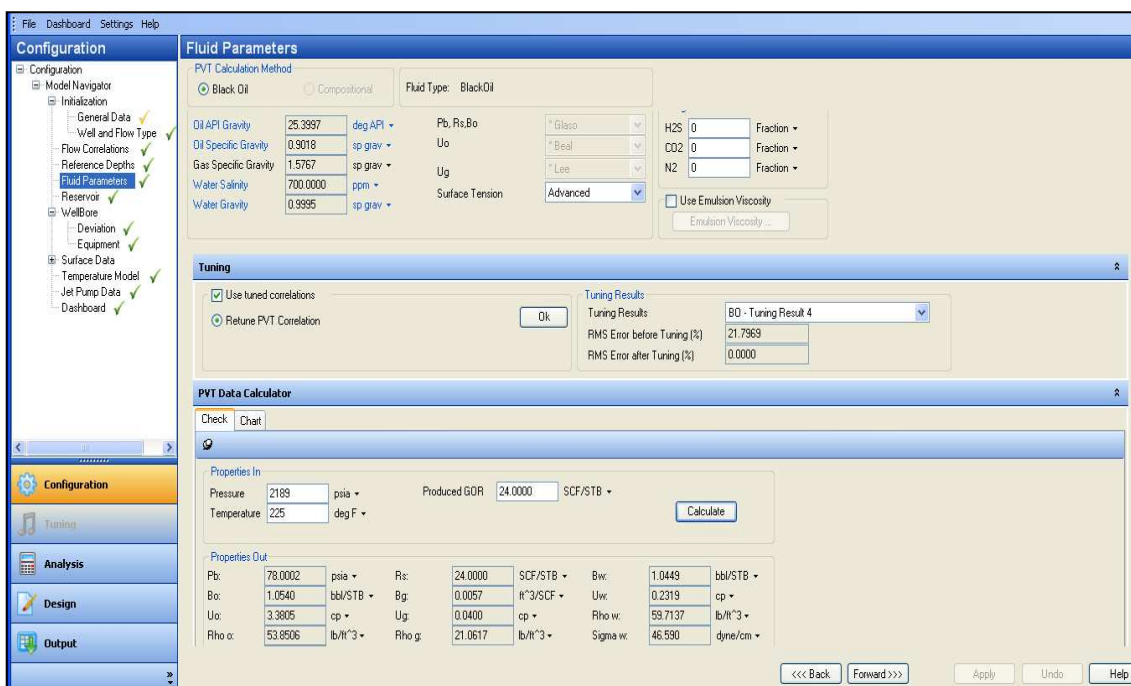 File Dashboard Settings Help
Configuration
Configuration
Model Navigator
Initialization
General Data
Well and Flow Type
Flow Correlations
Reference Depths
Fluid Parameters
Reservoir
WellBore
Deviation
Equipment
Surface Data
Temperature Model
Jet Pump Data
Dashboard
Configuration
Tuning
Analysis
Design
Output
Fluid Parameters
PVT Calculation Method
Black Oil Compositional
Fluid Type: BlackOil
Oil API Gravity 25.3997 deg API
Oil Specific Gravity 0.9018 sp grav
Gas Specific Gravity 1.5767 sp grav
Water Salinity 700.0000 ppm
Water Gravity 0.9995 sp grav
Pb, Rs,Bo * Glaso
Uo * Beal
Ug * Lee
Surface Tension Advanced
H2S 0 Fraction
CO2 0 Fraction
N2 0 Fraction
Use Emulsion Viscosity
Emulsion Viscosity ...
Tuning
Use tuned correlations
Retune PVT Correlation
Ok
Tuning Results
Tuning Results BO - Tuning Result 4
RMS Error before Tuning (%) 21.7969
RMS Error after Tuning (%) 0.0000
PVT Data Calculator
Check Chart
Properties In
Pressure 2189 psia Produced GOR 24.0000 SCF/STB
Temperature 225 deg F
Calculate
Properties Out
Pb: 78.0002 psia Rs: 24.0000 SCF/STB Bw: 1.0449 bbl/STB
Bo: 1.0540 bbl/STB Bg: 0.0057 ft^3/SCF Uw: 0.2319 cp
Uo: 3.3805 cp Ug: 0.0400 cp Rho w: 59.7137 lb/ft^3
Rho o: 53.8506 lb/ft^3 Rho g: 21.0617 lb/ft^3 Sigma w: 46.590 dyne/cm
<<< Back Forward >>> Apply Undo Help